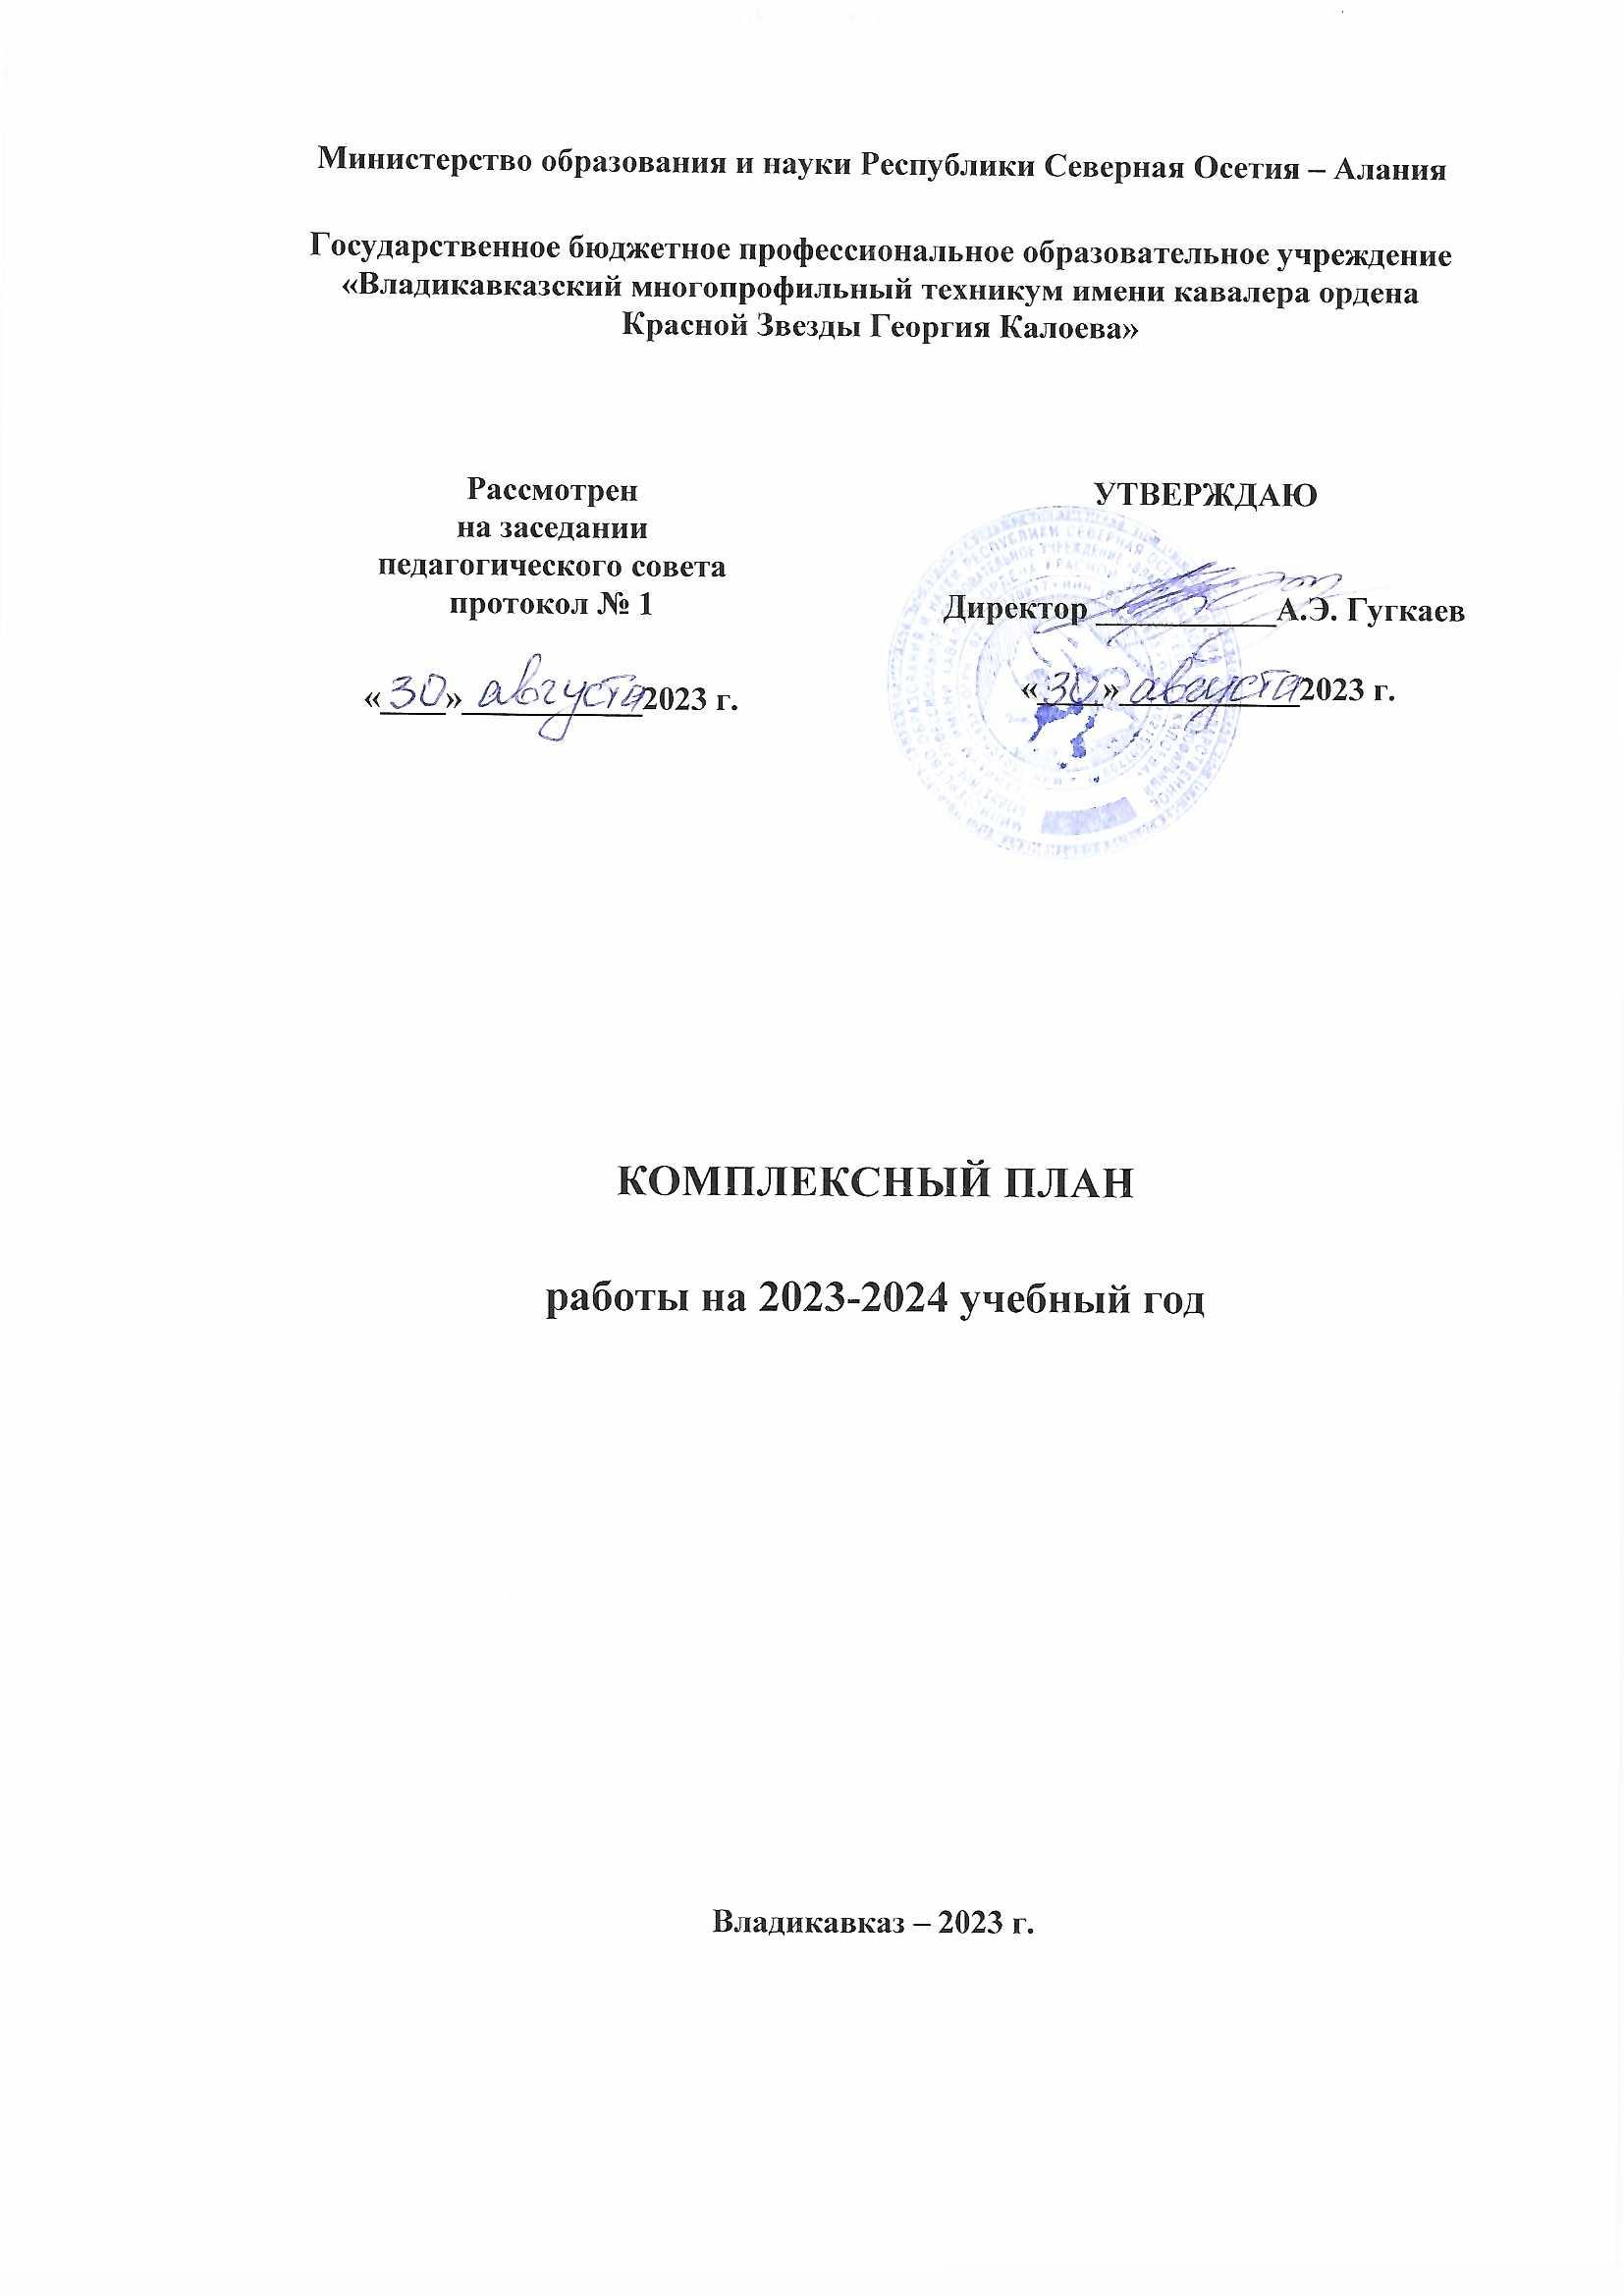 Министерство образования и науки Республики Северная Осетия – Алания
Государственное бюджетное профессиональное образовательное учреждение
«Владикавказский многопрофильный техникум имени кавалера ордена
Красной Звезды Георгия Калоева»
Рассмотрен
на заседании
педагогического совета
протокол № 1
«30» августа 2023 г.
УТВЕРЖДАЮ
Директор ___________А.Э. Гугкаев
«30» августа 2023 г.
КОМПЛЕКСНЫЙ ПЛАН
работы на 2023-2024 учебный год
Владикавказ – 2023 г.